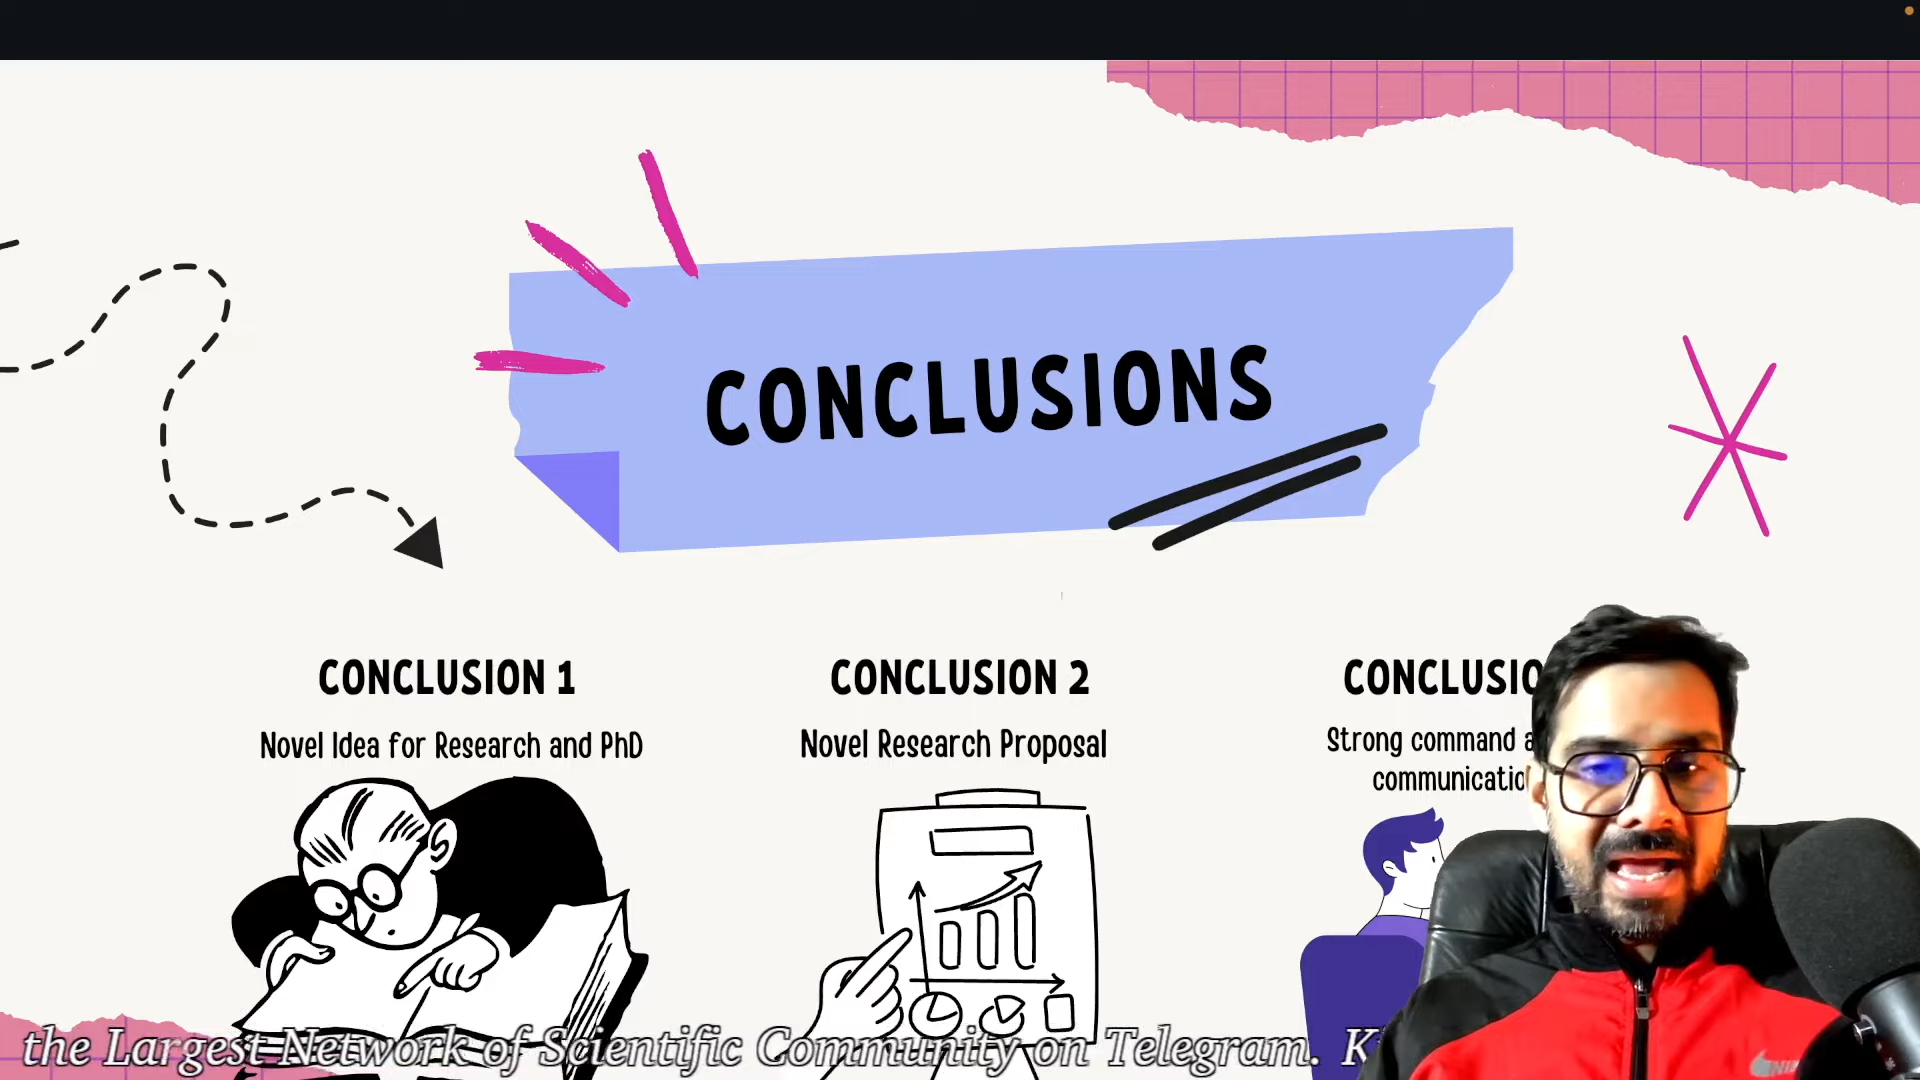 CONCLUSIONS
CONCLUSION 1
Novel Idea for Research and PhD
CONCLUSION 2
Novel Research Proposal
Strong command
the Largest Network of Scientific Community on Telegram.